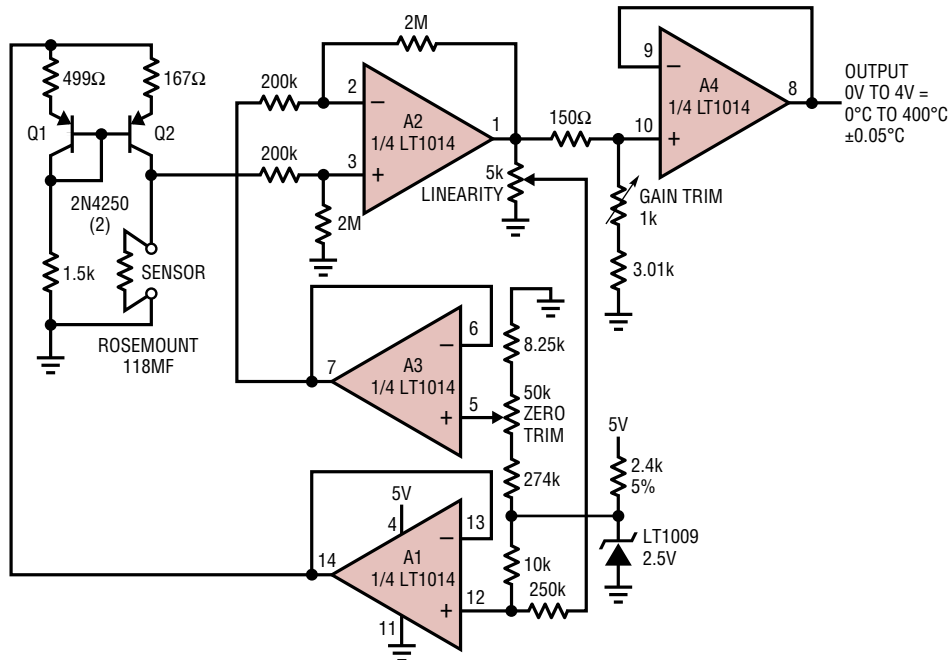 499Ω
167Ω
Q1
Q2
2N4250
(2)
1.5k
SENSOR
ROSEMOUNT
118MF
200k
200k
2M
2
3
1
−
+
A2
1/4 LT1014
2M
150Ω
5k
LINEARITY
9
10
8
−
+
A4
1/4 LT1014
OUTPUT
0V TO 4V =
0°C TO 400°C
±0.05°C
GAIN TRIM
1k
3.01k
7
6
5
−
+
A3
1/4 LT1014
8.25k
50k
ZERO
TRIM
274k
5V
2.4k
5%
LT1009
2.5V
10k
250k
5V
4
14
13
12
11
−
+
A1
1/4 LT1014